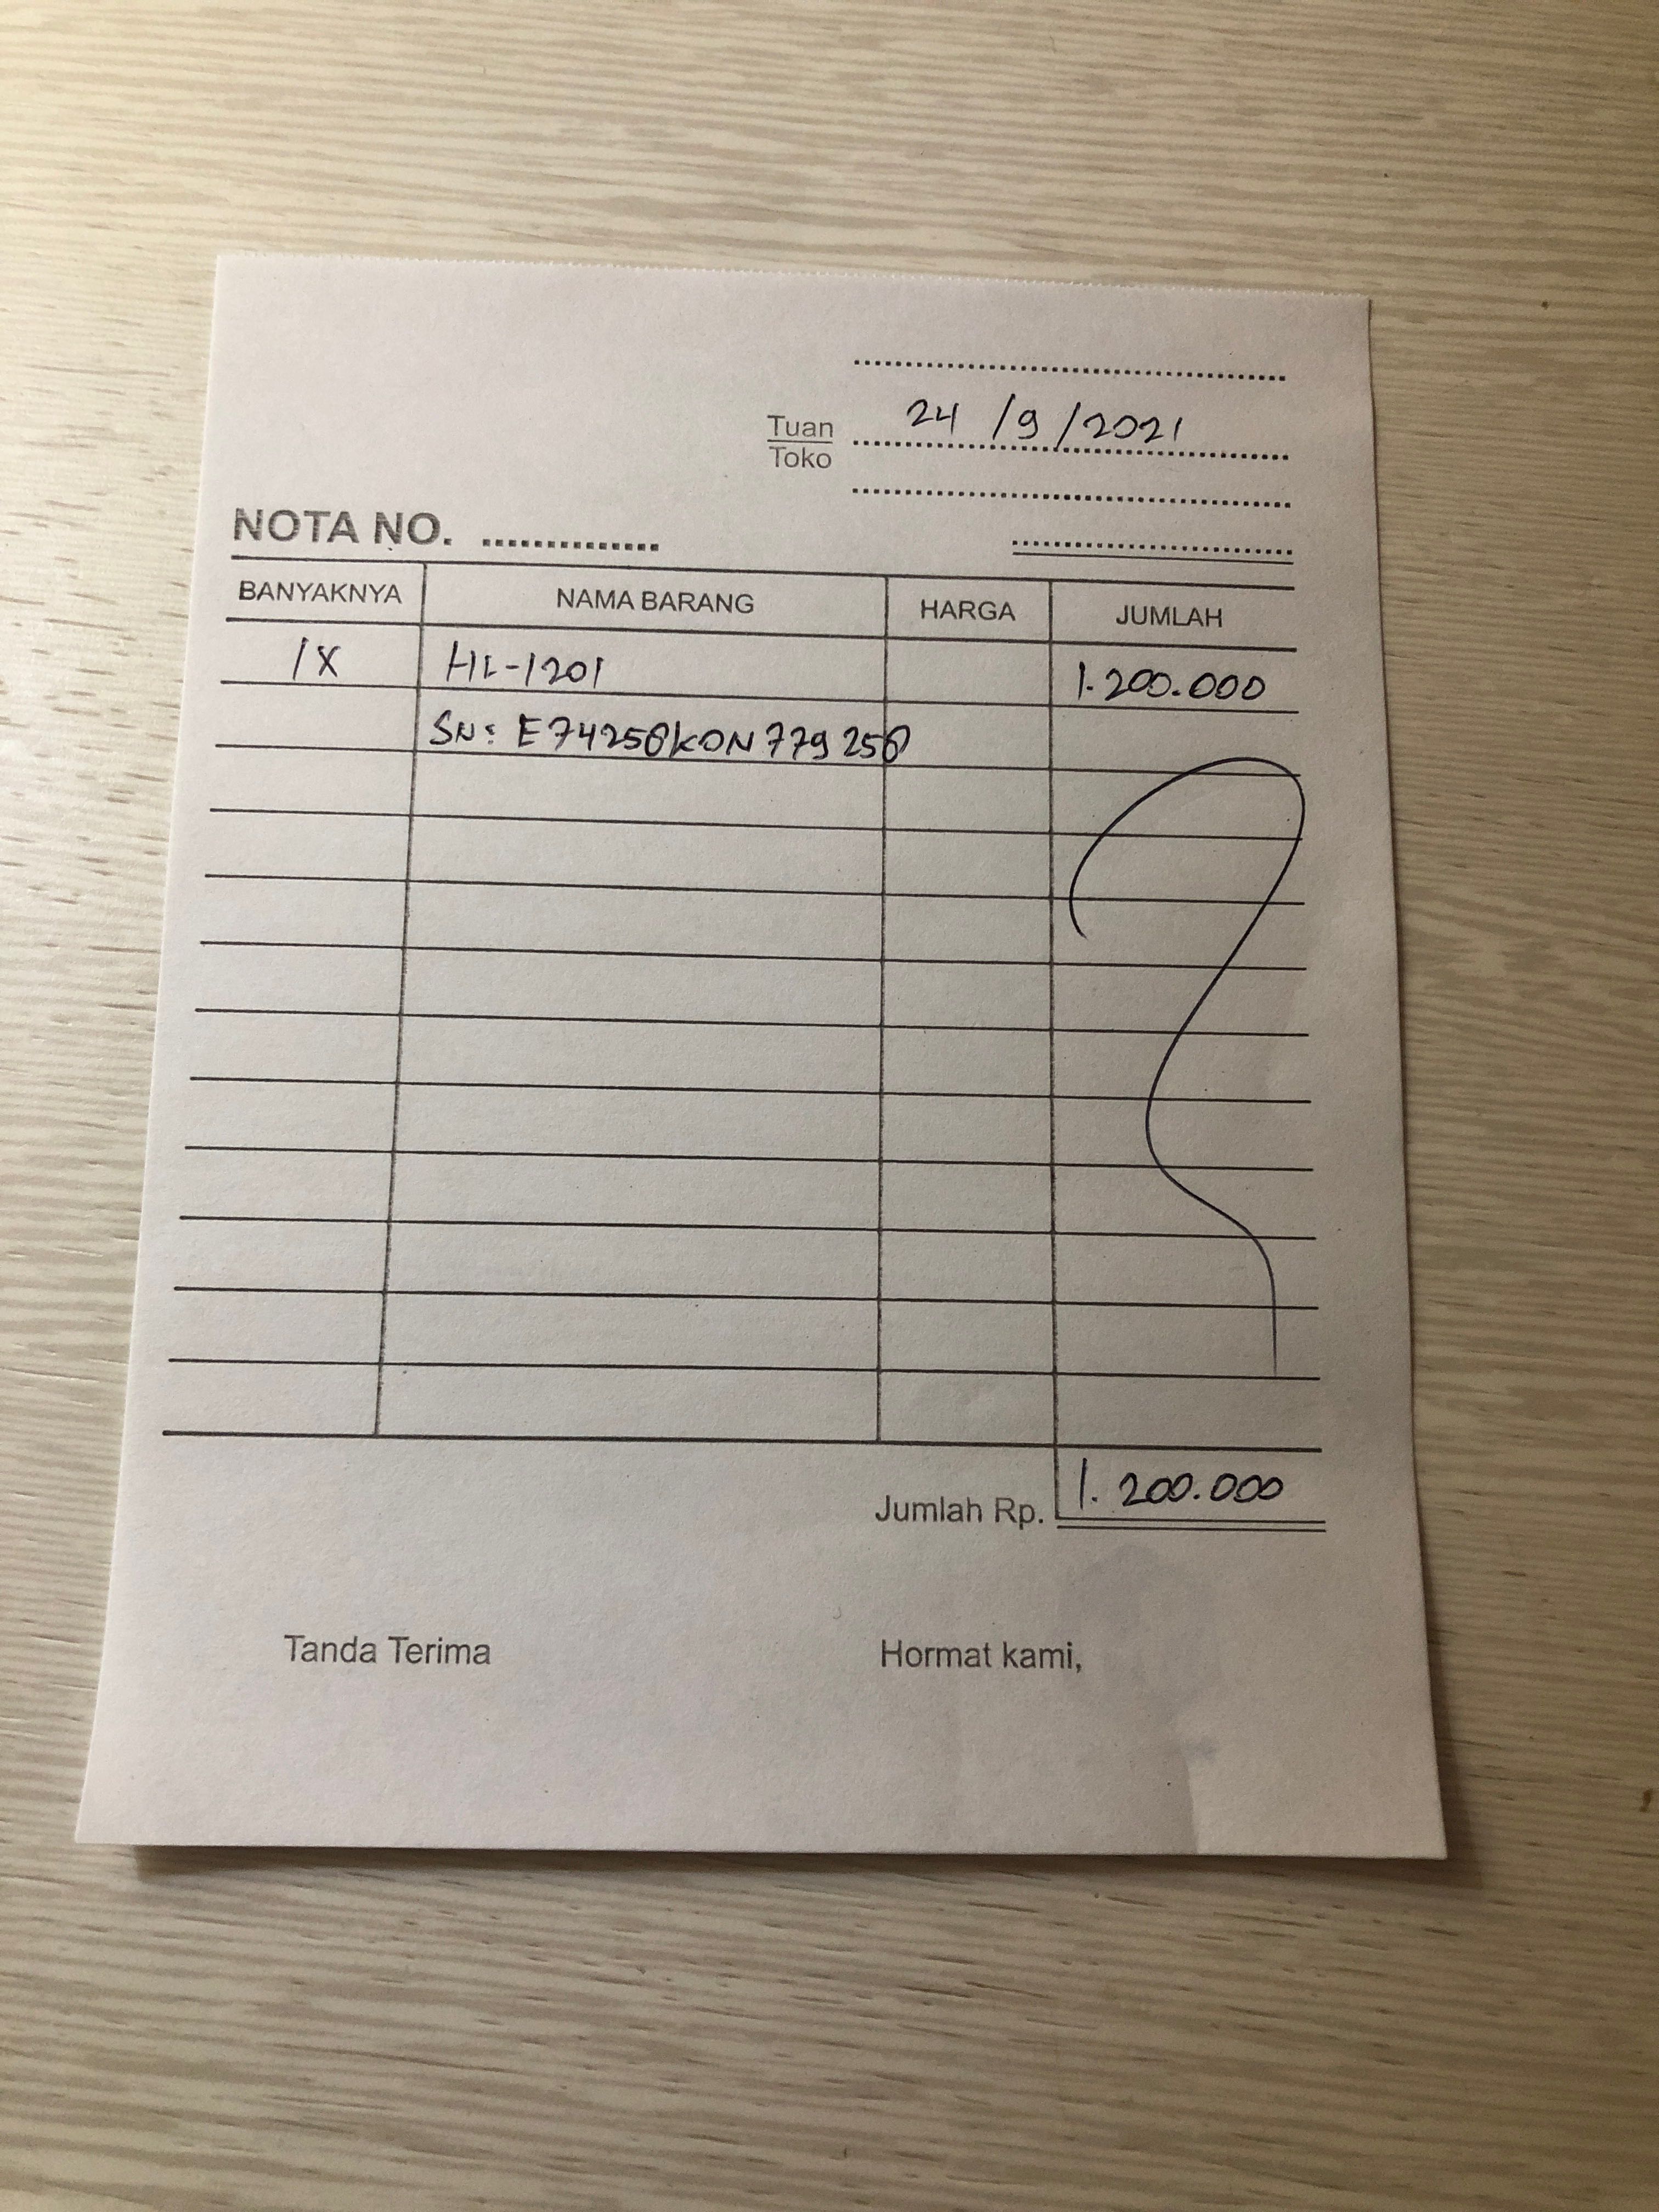 24/9/2021
Tuan
Toko
NOTA NO.
BANYAKNYA NAMA BARANG HARGA JUMLAH
1X HL-1201 1.200.000
SN: E74250K0N779250
Jumlah Rp. 1.200.000
Tanda Terima Hormat kami,